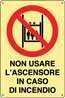 NON USARE
L'ASCENSORE
IN CASO
DI INCENDIO